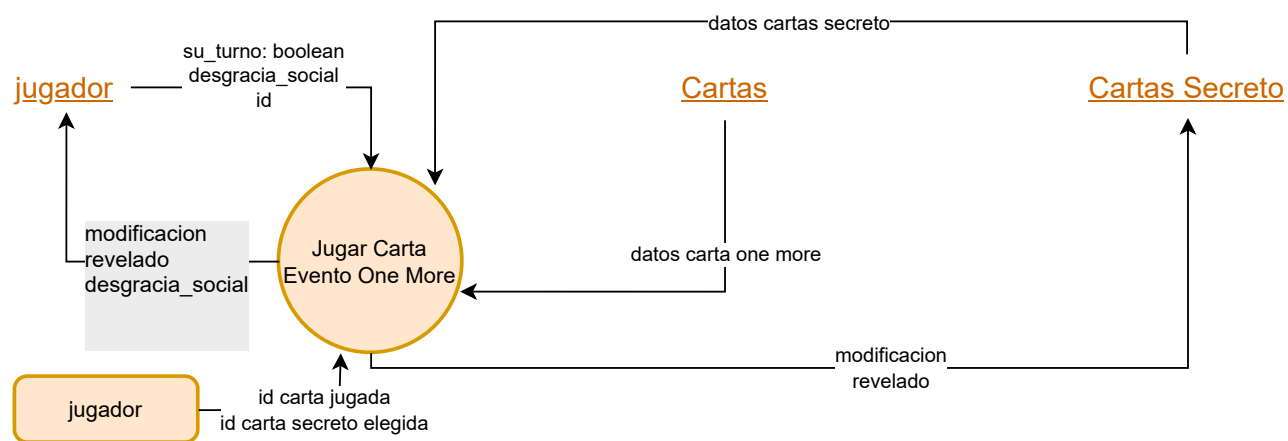 datos cartas secreto
su_turno: boolean
desgracia_social
id
jugador
Cartas
Cartas Secreto
modificacion
revelado
desgracia_social
Jugar Carta
Evento One More
datos carta one more
modificacion
revelado
jugador
id carta jugada
id carta secreto elegida